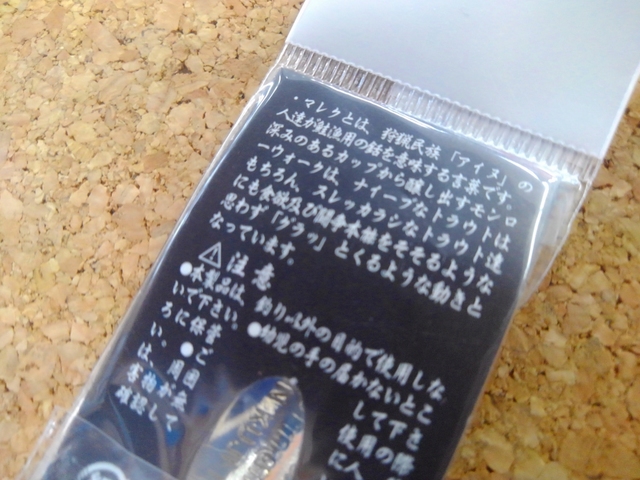 ・マレクとは、狩猟民族「アイヌ」の
人達が鮭漁用の銛を意味する言葉です。
深みのあるカップから醸し出すモンロ
ーウォークは、ナイーブなトラウトは
もちろん、スレッカラシなトラウト達
にも食欲及び闘争本能をそそるような
思わず「グラッ」とくるような動きと
なっています。
⚠注意
●本製品は、釣り以外の目的で使用しな
いで下さい。●幼児の手の届かないとこ
ろに保管して下さ
い。●ご使用の際
は、周囲に人
害物が
確認して